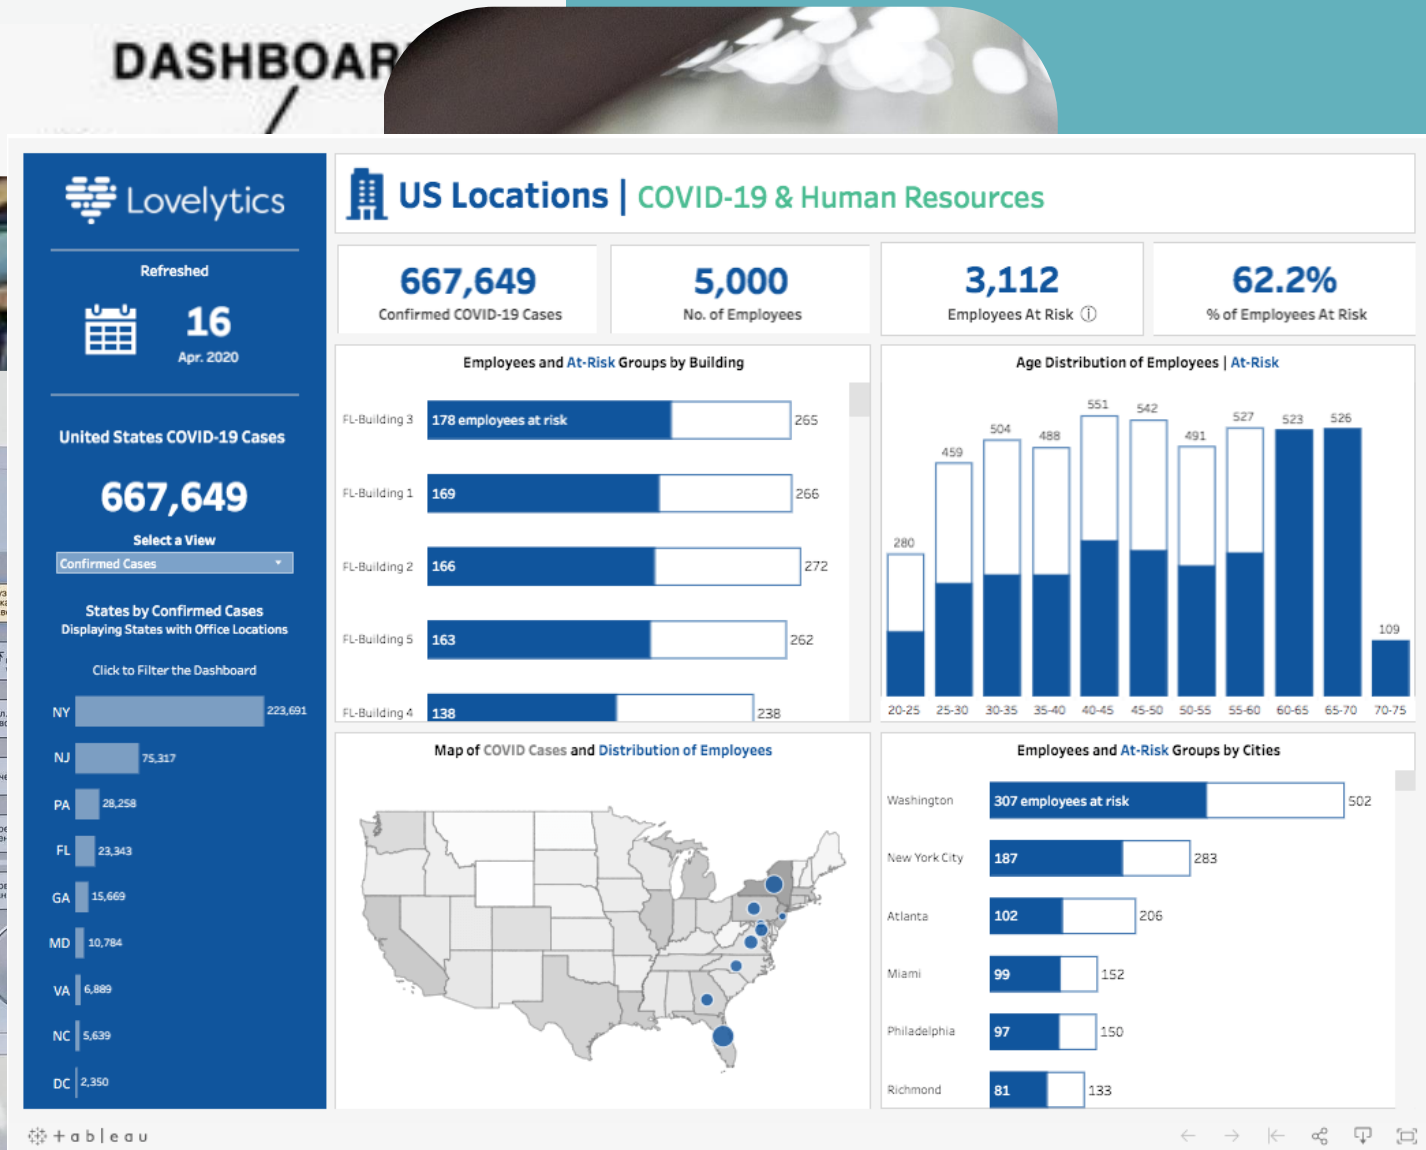 DASHBOAR
Lovelytics
Refreshed
16
Apr. 2020
United States COVID-19 Cases
667,649
Select a View
Confirmed Cases
States by Confirmed Cases
Displaying States with Office Locations
Click to Filter the Dashboard
NY 223,691
NJ 75,317
PA 28,258
FL 23,343
GA 15,669
MD 10,784
VA 6,889
NC 5,639
DC 2,350
US Locations | COVID-19 & Human Resources
667,649
Confirmed COVID-19 Cases
5,000
No. of Employees
3,112
Employees At Risk ⓘ
62.2%
% of Employees At Risk
Employees and At-Risk Groups by Building
FL-Building 3 178 employees at risk 265
FL-Building 1 169 266
FL-Building 2 166 272
FL-Building 5 163 262
FL-Building 4 138 238
Age Distribution of Employees | At-Risk
280 459 504 488 551 542 491 527 523 526 109
20-25 25-30 30-35 35-40 40-45 45-50 50-55 55-60 60-65 65-70 70-75
Map of COVID Cases and Distribution of Employees
Employees and At-Risk Groups by Cities
Washington 307 employees at risk 502
New York City 187 283
Atlanta 102 206
Miami 99 152
Philadelphia 97 150
Richmond 81 133
+ableau